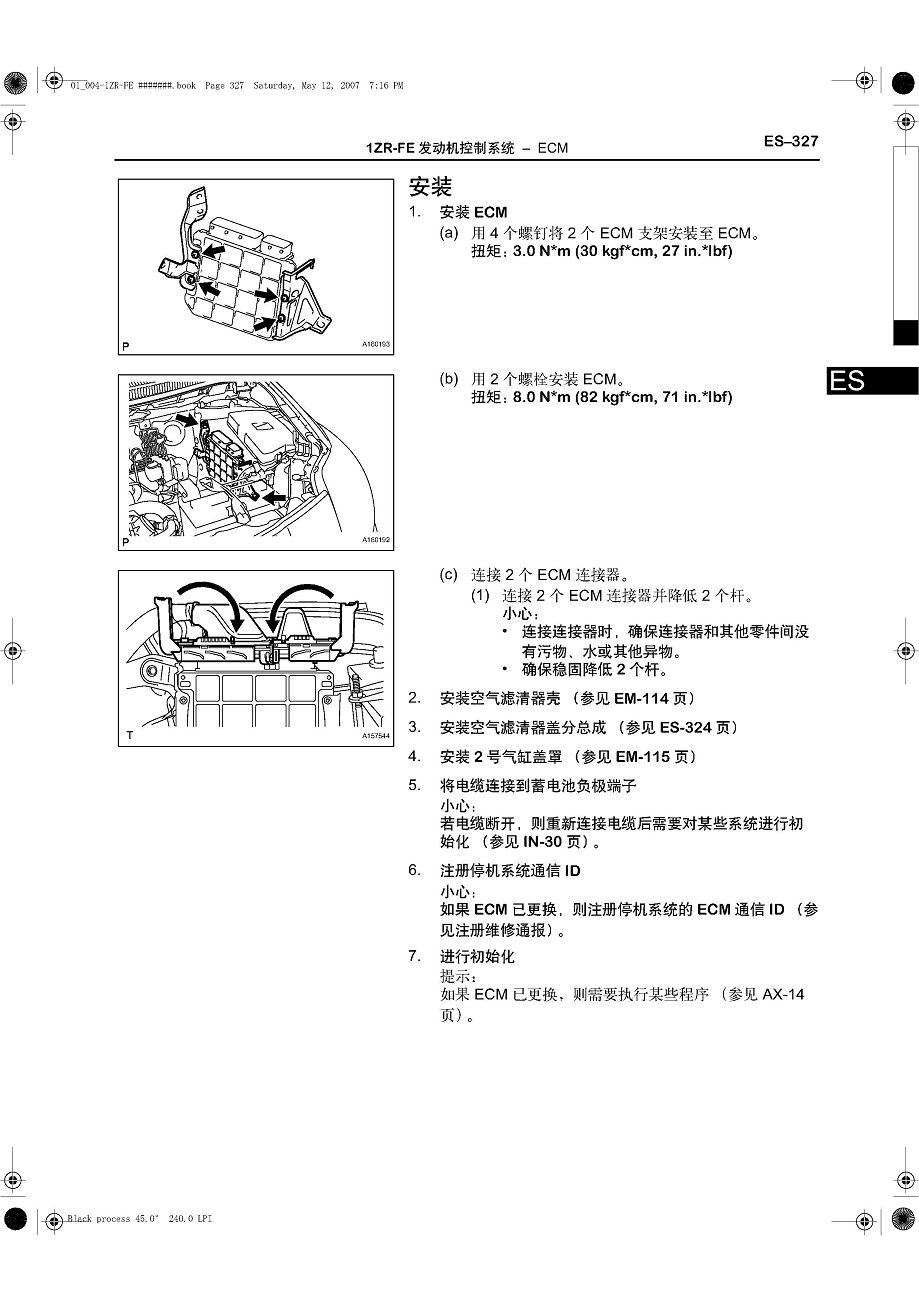 01_004-1ZR-FE #######.book Page 327 Saturday, May 12, 2007 7:16 PM
1ZR-FE 发动机控制系统 – ECM
ES–327
安装
1. 安装 ECM
(a) 用 4 个螺钉将 2 个 ECM 支架安装至 ECM。
扭矩：3.0 N*m (30 kgf*cm, 27 in.*lbf)
P
A160193
(b) 用 2 个螺栓安装 ECM。
扭矩：8.0 N*m (82 kgf*cm, 71 in.*lbf)
ES
P
A160192
(c) 连接 2 个 ECM 连接器。
(1) 连接 2 个 ECM 连接器并降低 2 个杆。
小心：
• 连接连接器时，确保连接器和其他零件间没
有污物、水或其他异物。
• 确保稳固降低 2 个杆。
T
A157544
2. 安装空气滤清器壳 （参见 EM-114 页）
3. 安装空气滤清器盖分总成 （参见 ES-324 页）
4. 安装 2 号气缸盖罩 （参见 EM-115 页）
5. 将电缆连接到蓄电池负极端子
小心：
若电缆断开，则重新连接电缆后需要对某些系统进行初
始化 （参见 IN-30 页）。
6. 注册停机系统通信 ID
小心：
如果 ECM 已更换，则注册停机系统的 ECM 通信 ID （参
见注册维修通报）。
7. 进行初始化
提示：
如果 ECM 已更换，则需要执行某些程序 （参见 AX-14
页）。
Black process 45.0° 240.0 LPI